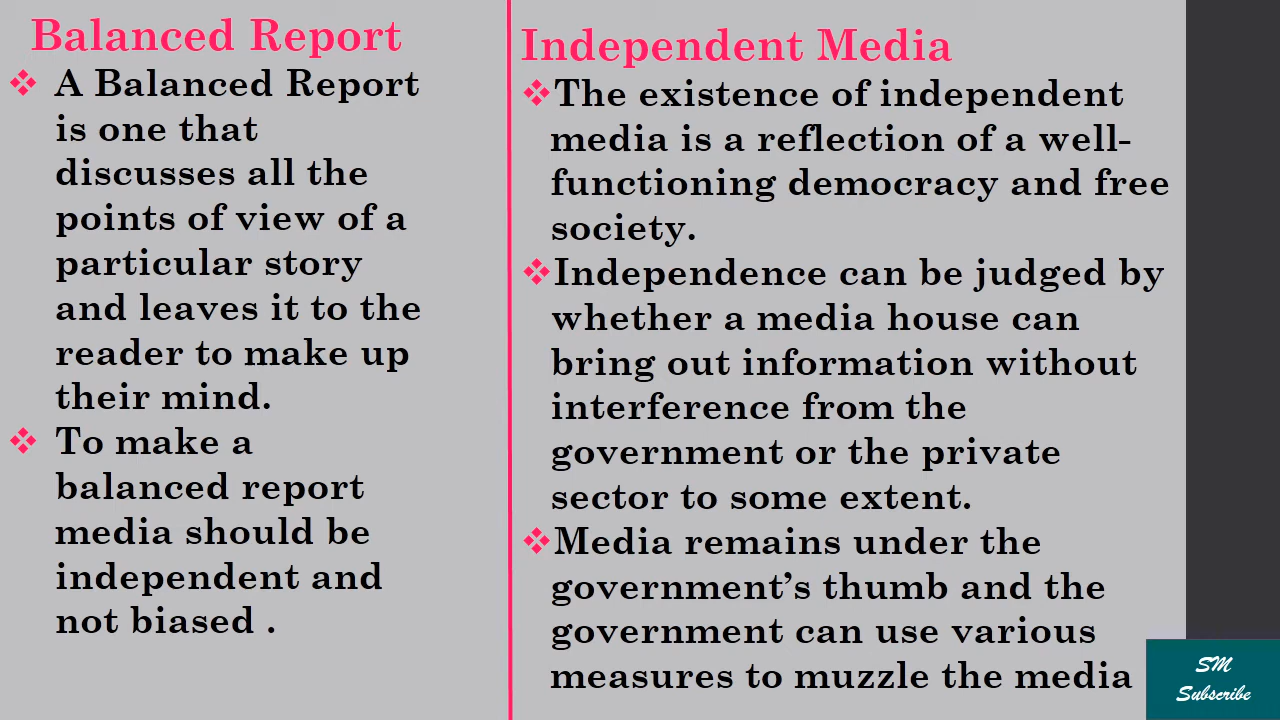 Balanced Report
❖ A Balanced Report
is one that
discusses all the
points of view of a
particular story
and leaves it to the
reader to make up
their mind.
❖ To make a
balanced report
media should be
independent and
not biased .
Independent Media
❖The existence of independent
media is a reflection of a well-
functioning democracy and free
society.
❖Independence can be judged by
whether a media house can
bring out information without
interference from the
government or the private
sector to some extent.
❖Media remains under the
government’s thumb and the
government can use various
measures to muzzle the media
SM
Subscribe